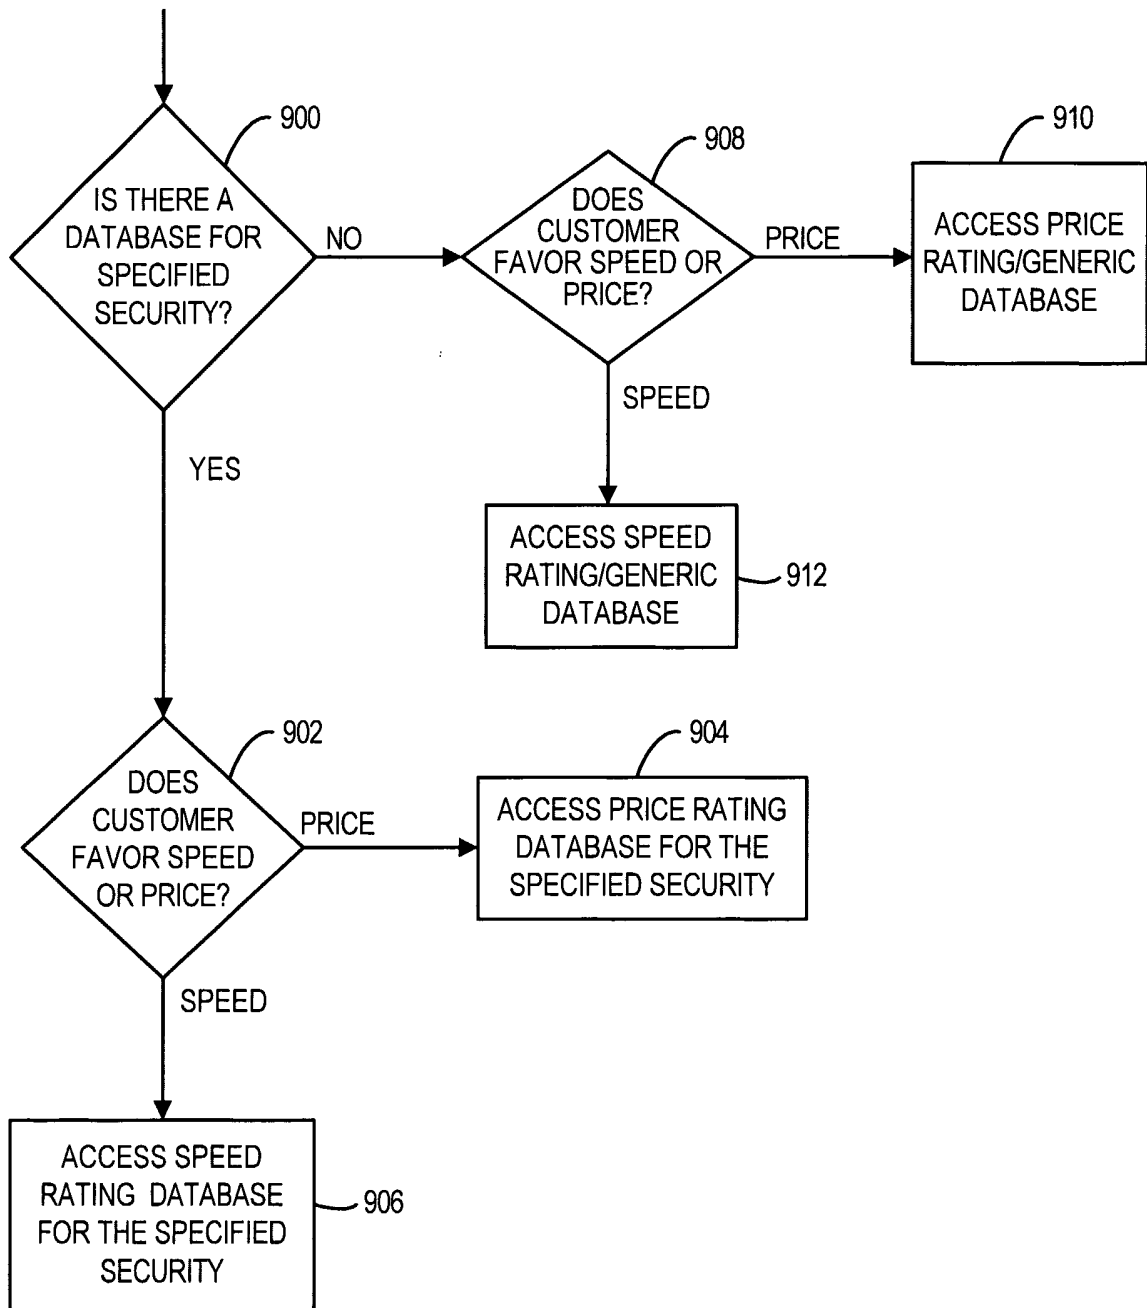 900
IS THERE A
DATABASE FOR
SPECIFIED
SECURITY?
NO
908
DOES
CUSTOMER
FAVOR SPEED OR
PRICE?
PRICE
910
ACCESS PRICE
RATING/GENERIC
DATABASE
SPEED
ACCESS SPEED
RATING/GENERIC
DATABASE
912
YES
902
DOES
CUSTOMER
FAVOR SPEED
OR PRICE?
PRICE
904
ACCESS PRICE RATING
DATABASE FOR THE
SPECIFIED SECURITY
SPEED
ACCESS SPEED
RATING DATABASE
FOR THE SPECIFIED
SECURITY
906